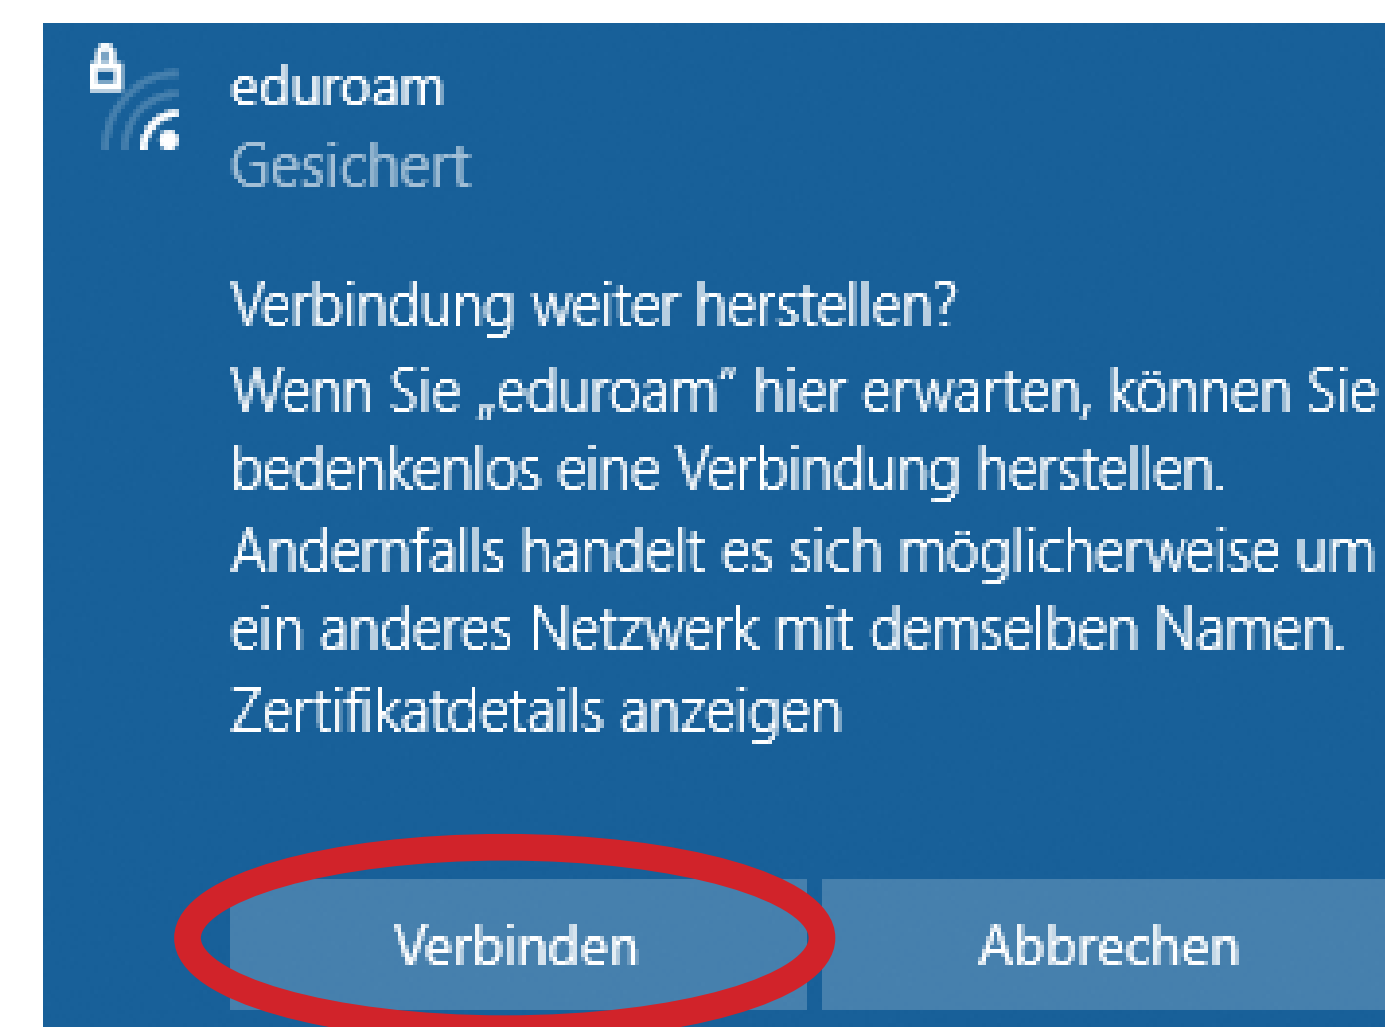 eduroam
Gesichert
Verbindung weiter herstellen?
Wenn Sie „eduroam“ hier erwarten, können Sie
bedenkenlos eine Verbindung herstellen.
Andernfalls handelt es sich möglicherweise um
ein anderes Netzwerk mit demselben Namen.
Zertifikatdetails anzeigen
Verbinden Abbrechen